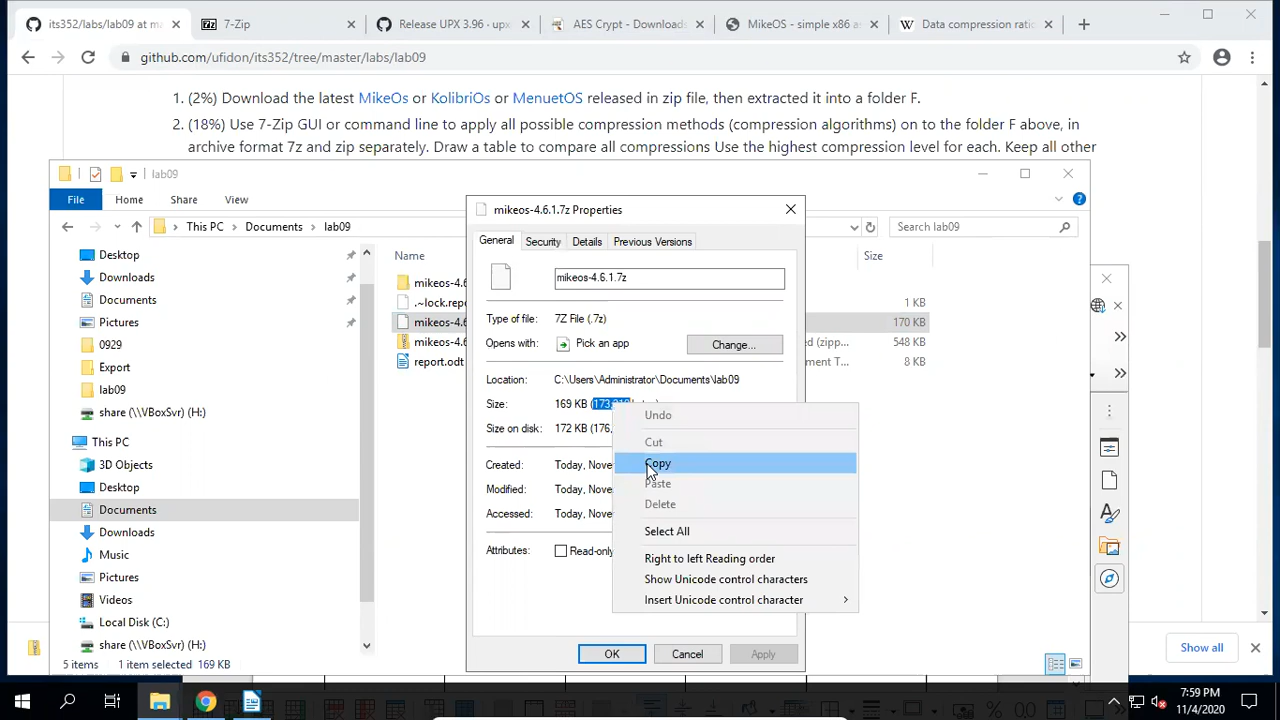 its352/labs/lab09 at ma
7-Zip
Release UPX 3.96 · upx
AES Crypt - Downloads
MikeOS - simple x86 as
Data compression ratio
github.com/ufidon/its352/tree/master/labs/lab09
1. (2%) Download the latest MikeOs or KolibriOs or MenuetOS released in zip file, then extracted it into a folder F.
2. (18%) Use 7-Zip GUI or command line to apply all possible compression methods (compression algorithms) on to the folder F above, in
archive format 7z and zip separately. Draw a table to compare all compressions Use the highest compression level for each. Keep all other
lab09
File Home Share View
This PC Documents lab09
Search lab09
Desktop
Downloads
Documents
Pictures
0929
Export
lab09
share (\\VBoxSvr) (H:)
This PC
3D Objects
Desktop
Documents
Downloads
Music
Pictures
Videos
Local Disk (C:)
share (\\VBoxSvr) (H:)
5 items 1 item selected 169 KB
Name
Size
mikeos-4.6
.~lock.repo
1 KB
mikeos-4.6
170 KB
mikeos-4.6
ed (zipp...
548 KB
report.odt
ment T...
8 KB
mikeos-4.6.1.7z Properties
General Security Details Previous Versions
mikeos-4.6.1.7z
Type of file: 7Z File (.7z)
Opens with: Pick an app Change...
Location: C:\Users\Administrator\Documents\lab09
Size: 169 KB
Size on disk: 172 KB (176,
Created: Today, Nove
Modified: Today, Nove
Accessed: Today, Nove
Attributes: Read-only
OK Cancel Apply
Undo
Cut
Copy
Paste
Delete
Select All
Right to left Reading order
Show Unicode control characters
Insert Unicode control character
Show all
7:59 PM
11/4/2020